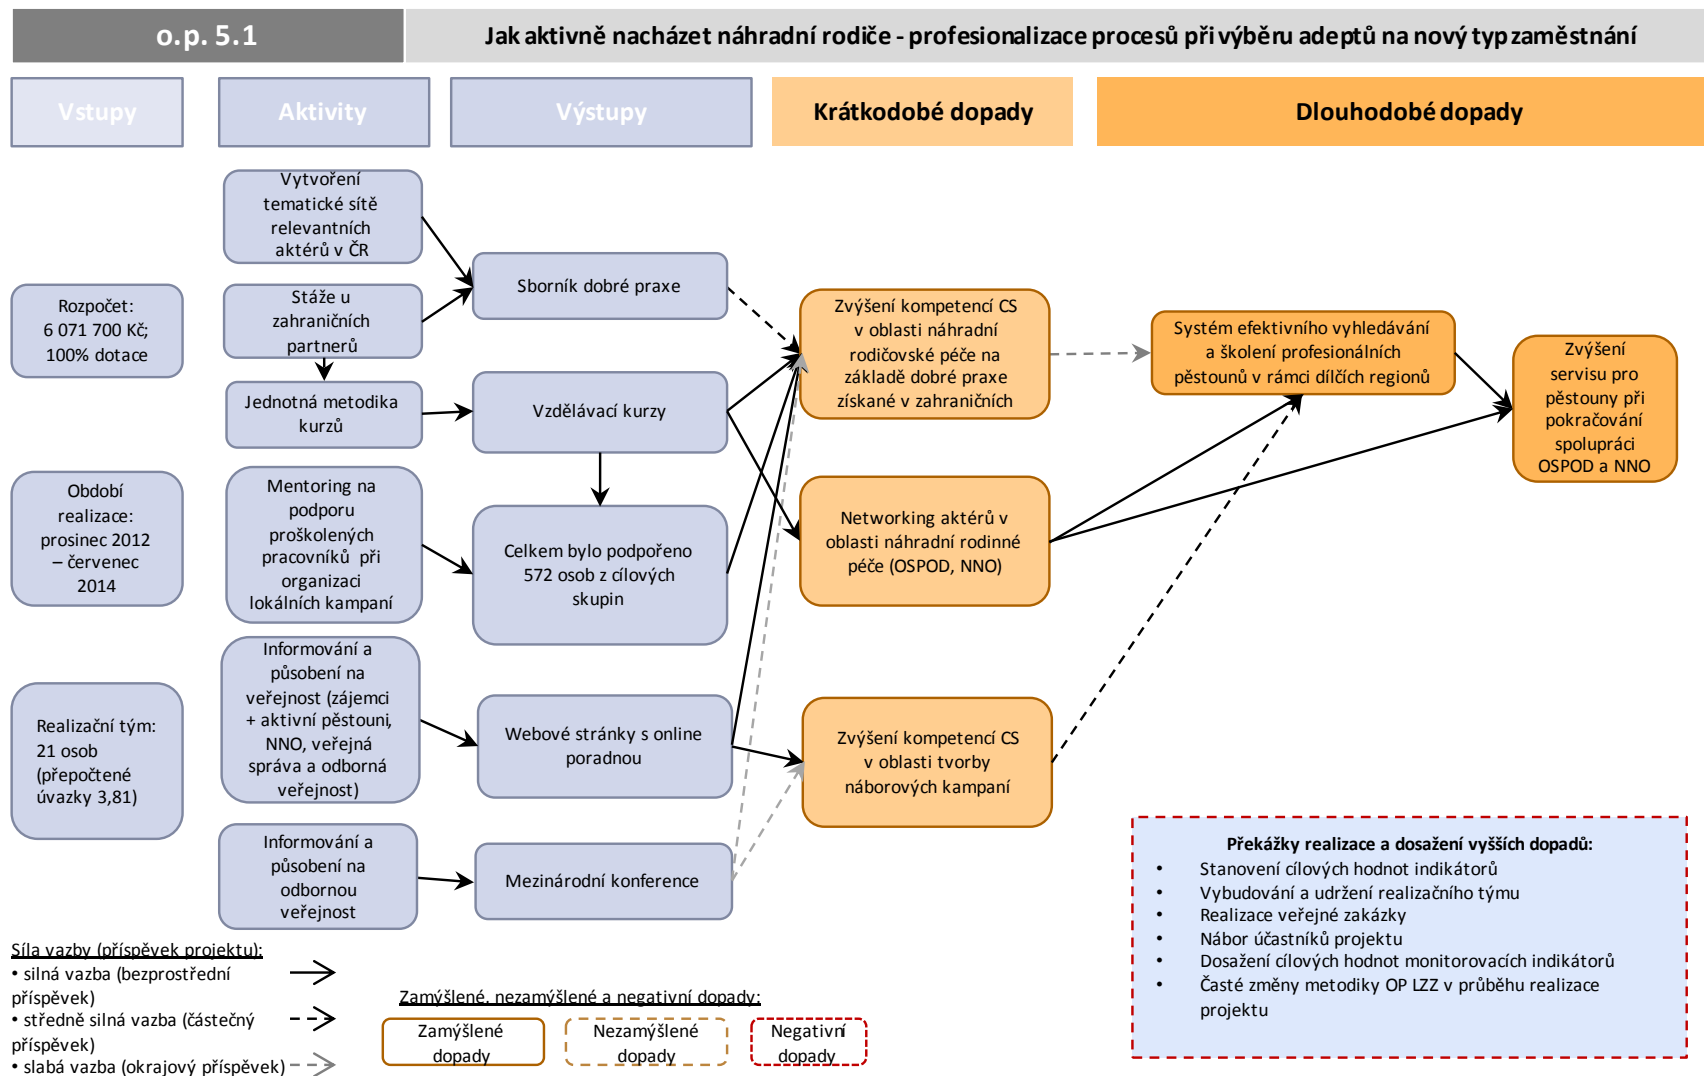 o.p. 5.1
Jak aktivně nacházet náhradní rodiče - profesionalizace procesů při výběru adeptů na nový typ zaměstnání
Vstupy
Aktivity
Výstupy
Krátkodobé dopady
Dlouhodobé dopady
Rozpočet:
6 071 700 Kč;
100% dotace
Období
realizace:
prosinec 2012
– červenec
2014
Realizační tým:
21 osob
(přepočtené
úvazky 3,81)
Vytvoření
tematické sítě
relevantních
aktérů v ČR
Stáže u
zahraničních
partnerů
Jednotná metodika
kurzů
Mentoring na
podporu
proškolených
pracovníků při
organizaci
lokálních kampaní
Informování a
působení na
veřejnost (zájemci
+ aktivní pěstouni,
NNO, veřejná
správa a odborná
veřejnost)
Informování a
působení na
odbornou
veřejnost
Sborník dobré praxe
Vzdělávací kurzy
Celkem bylo podpořeno
572 osob z cílových
skupin
Webové stránky s online
poradnou
Mezinárodní konference
Zvýšení kompetencí CS
v oblasti náhradní
rodičovské péče na
základě dobré praxe
získané v zahraničních
Networking aktérů v
oblasti náhradní rodinné
péče (OSPOD, NNO)
Zvýšení kompetencí CS
v oblasti tvorby
náborových kampaní
Systém efektivního vyhledávání
a školení profesionálních
pěstounů v rámci dílčích regionů
Zvýšení
servisu pro
pěstouny při
pokračování
spolupráci
OSPOD a NNO
Překážky realizace a dosažení vyšších dopadů:
• Stanovení cílových hodnot indikátorů
• Vybudování a udržení realizačního týmu
• Realizace veřejné zakázky
• Nábor účastníků projektu
• Dosažení cílových hodnot monitorovacích indikátorů
• Časté změny metodiky OP LZZ v průběhu realizace
projektu
Síla vazby (příspěvek projektu):
• silná vazba (bezprostřední
příspěvek)
• středně silná vazba (částečný
příspěvek)
• slabá vazba (okrajový příspěvek)
Zamýšlené, nezamýšlené a negativní dopady:
Zamýšlené
dopady
Nezamýšlené
dopady
Negativní
dopady